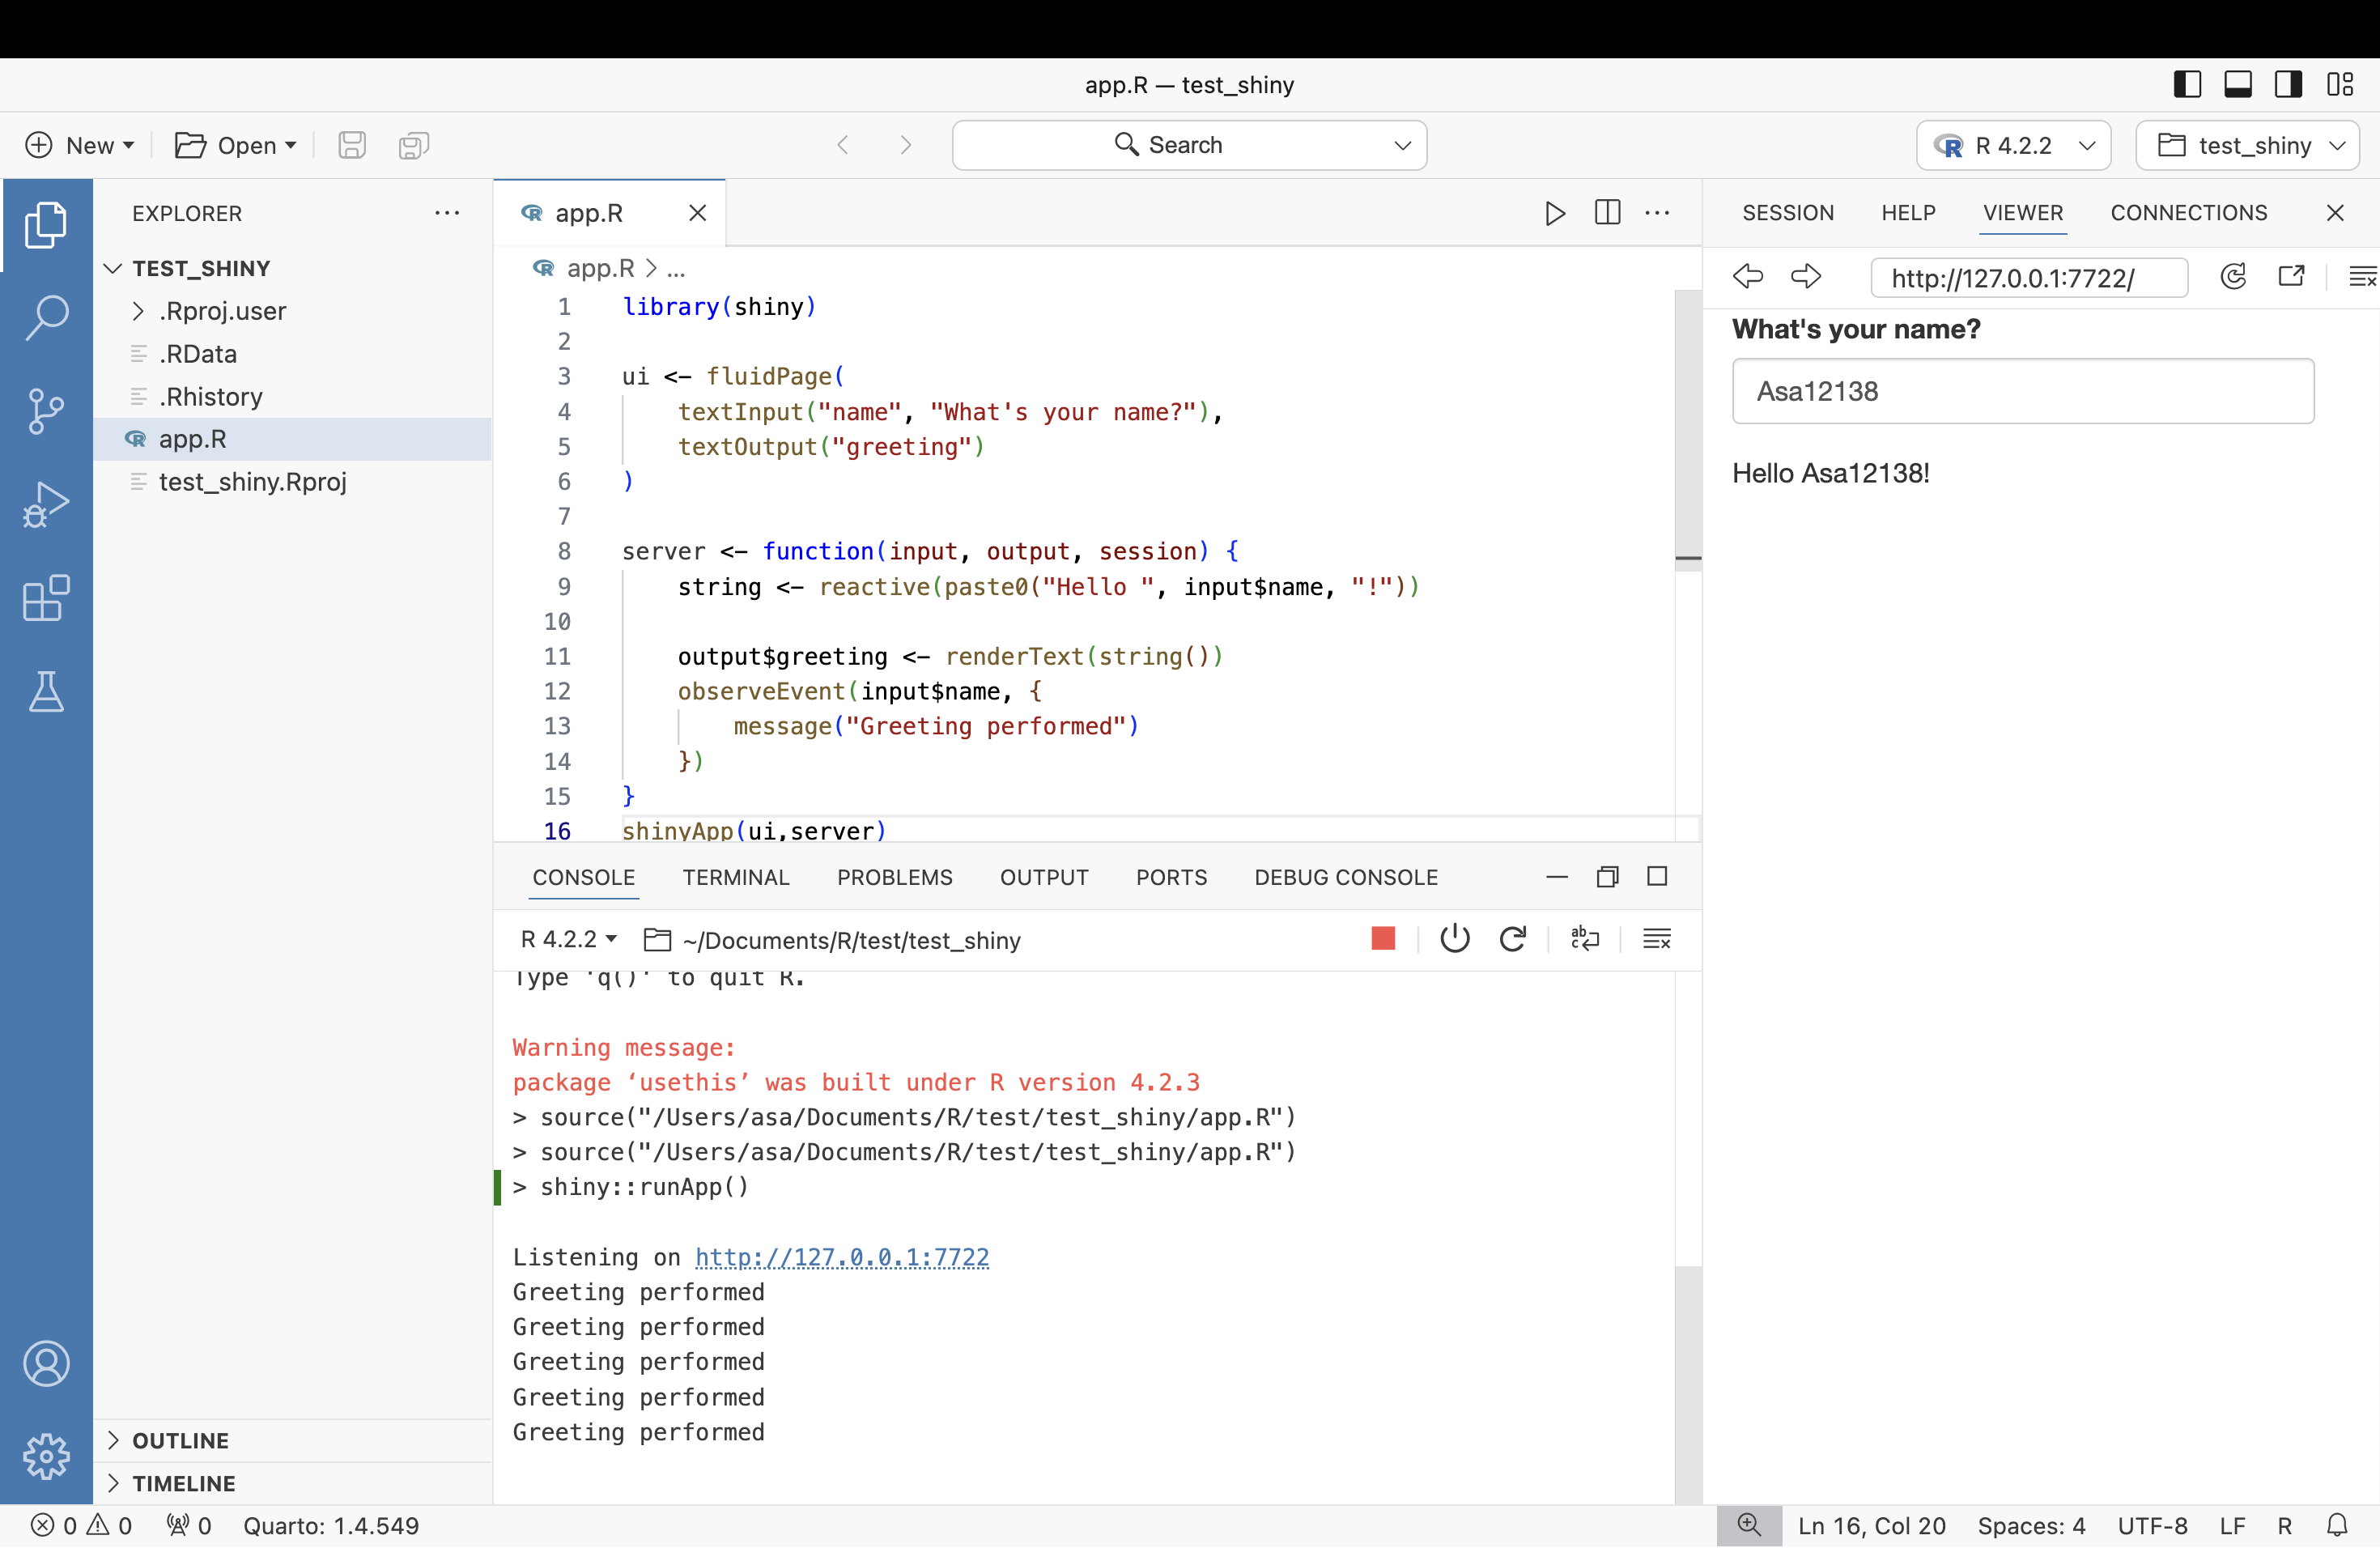 app.R — test_shiny
New Open Search R 4.2.2 test_shiny
EXPLORER
TEST_SHINY
.Rproj.user
.RData
.Rhistory
app.R
test_shiny.Rproj
OUTLINE
TIMELINE
app.R
app.R > ...
1 library(shiny)
2
3 ui <- fluidPage(
4 textInput("name", "What's your name?"),
5 textOutput("greeting")
6 )
7
8 server <- function(input, output, session) {
9 string <- reactive(paste0("Hello ", input$name, "!"))
10
11 output$greeting <- renderText(string())
12 observeEvent(input$name, {
13 message("Greeting performed")
14 })
15 }
16 shinyApp(ui,server)
CONSOLE TERMINAL PROBLEMS OUTPUT PORTS DEBUG CONSOLE
R 4.2.2 ~/Documents/R/test/test_shiny
Type 'q()' to quit R.
Warning message:
package ‘usethis’ was built under R version 4.2.3
> source("/Users/asa/Documents/R/test/test_shiny/app.R")
> source("/Users/asa/Documents/R/test/test_shiny/app.R")
> shiny::runApp()
Listening on http://127.0.0.1:7722
Greeting performed
Greeting performed
Greeting performed
Greeting performed
Greeting performed
SESSION HELP VIEWER CONNECTIONS
http://127.0.0.1:7722/
What's your name?
Asa12138
Hello Asa12138!
0 0 0 Quarto: 1.4.549
Ln 16, Col 20 Spaces: 4 UTF-8 LF R